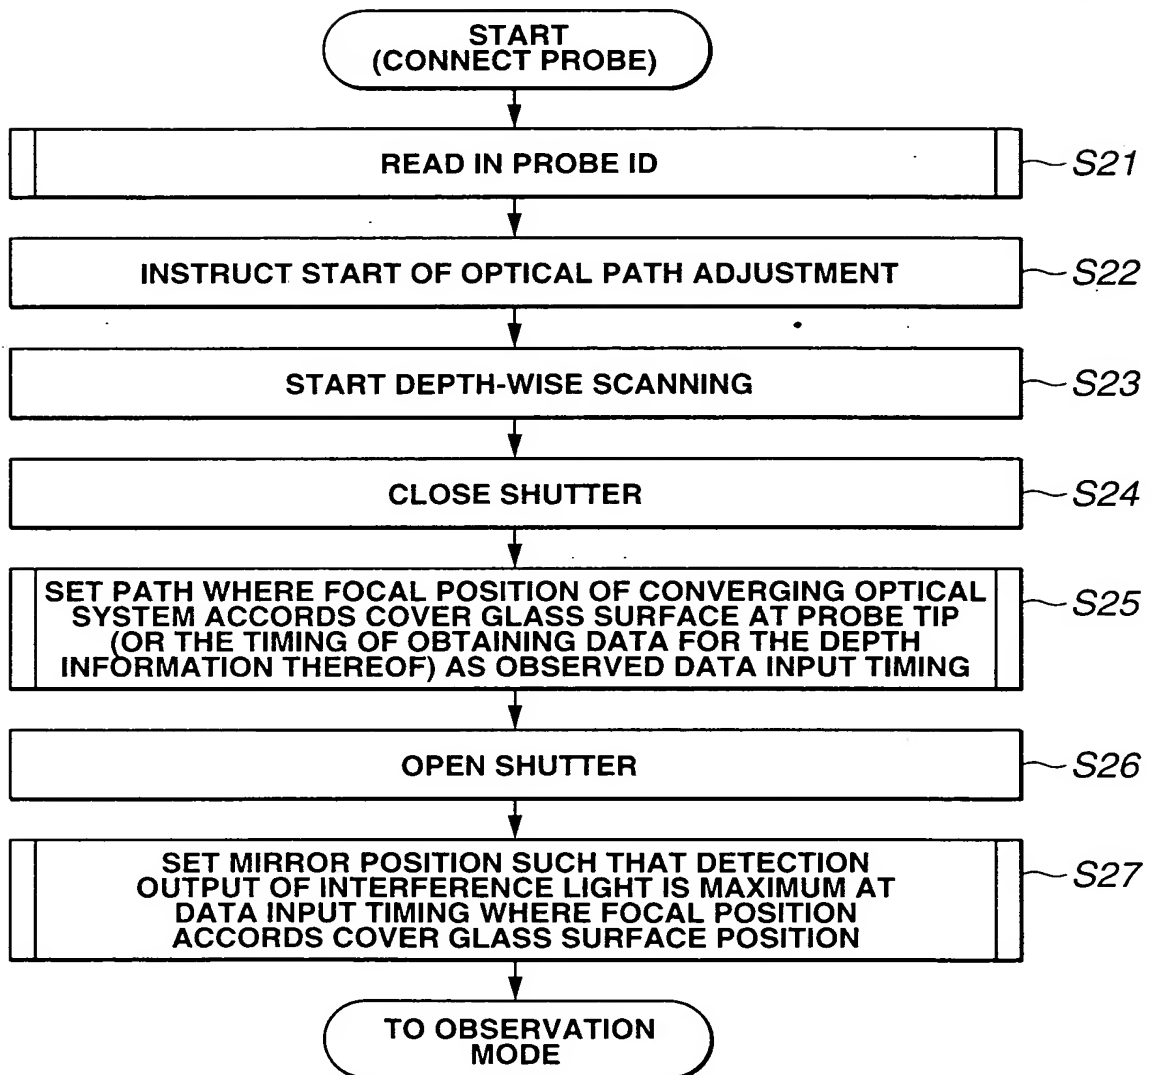 START
(CONNECT PROBE)
READ IN PROBE ID
S21
INSTRUCT START OF OPTICAL PATH ADJUSTMENT
S22
START DEPTH-WISE SCANNING
S23
CLOSE SHUTTER
S24
SET PATH WHERE FOCAL POSITION OF CONVERGING OPTICAL
SYSTEM ACCORDS COVER GLASS SURFACE AT PROBE TIP
(OR THE TIMING OF OBTAINING DATA FOR THE DEPTH
INFORMATION THEREOF) AS OBSERVED DATA INPUT TIMING
S25
OPEN SHUTTER
S26
SET MIRROR POSITION SUCH THAT DETECTION
OUTPUT OF INTERFERENCE LIGHT IS MAXIMUM AT
DATA INPUT TIMING WHERE FOCAL POSITION
ACCORDS COVER GLASS SURFACE POSITION
S27
TO OBSERVATION
MODE